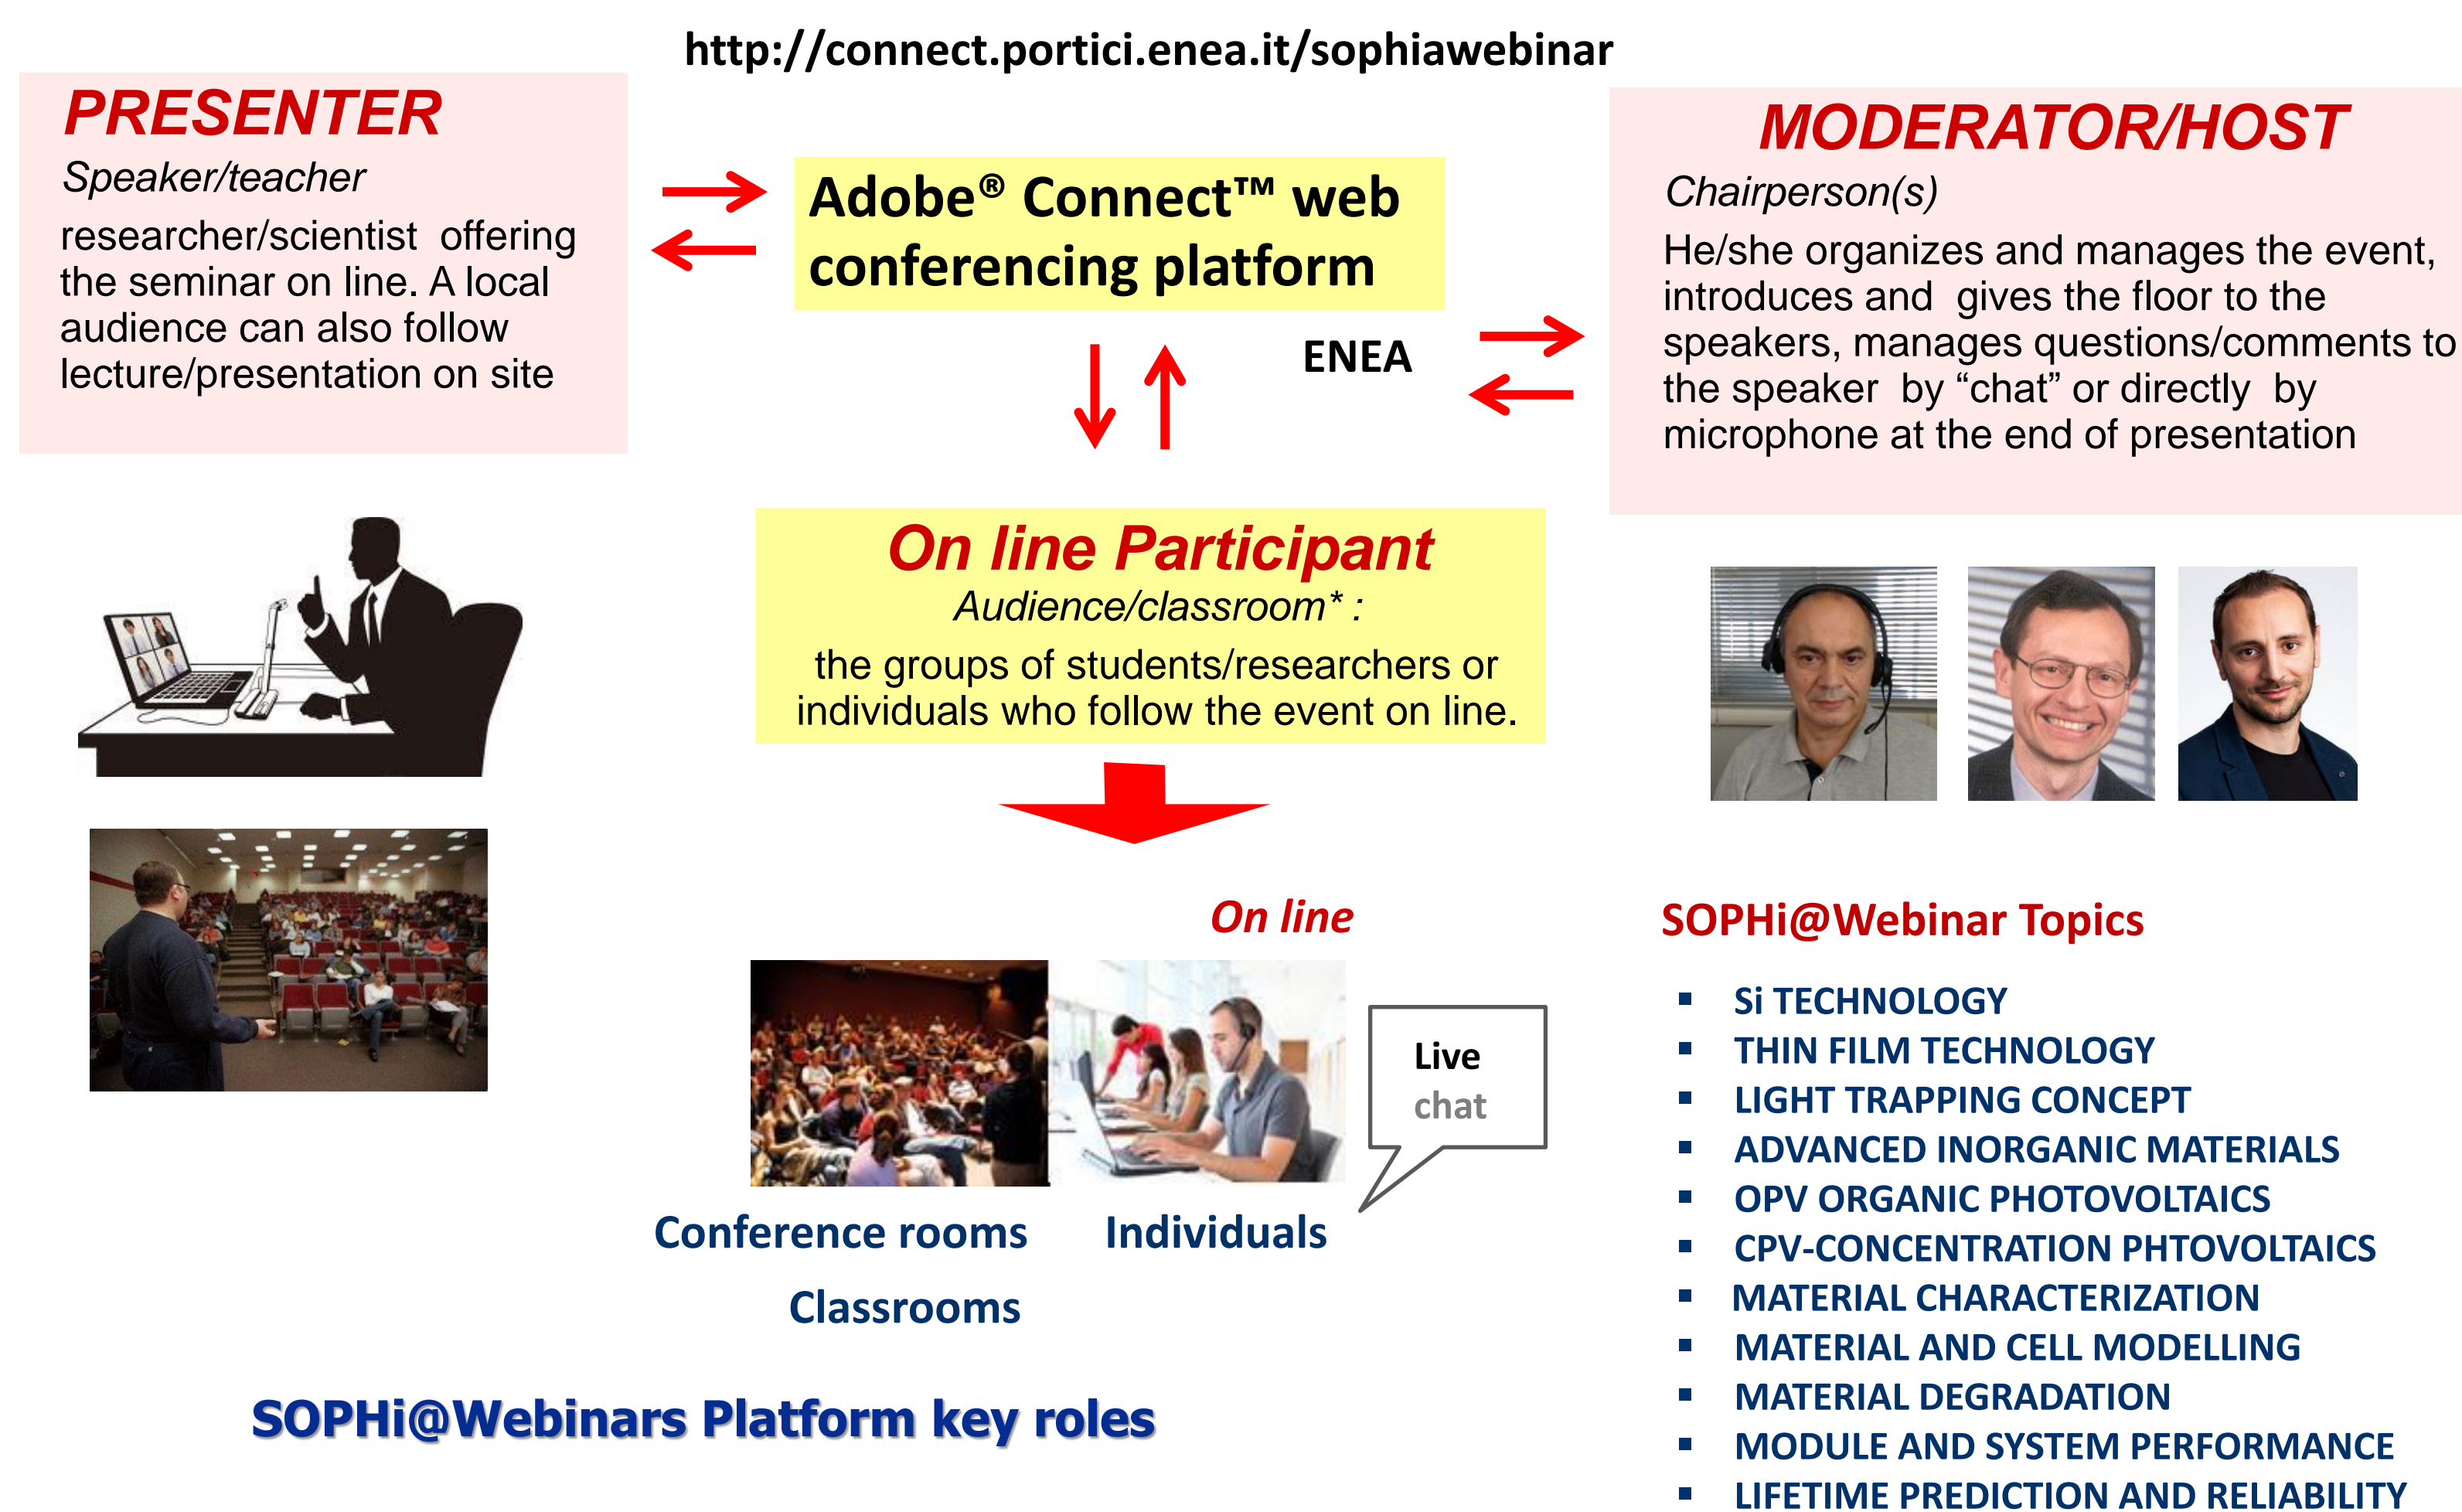 http://connect.portici.enea.it/sophiawebinar
PRESENTER
Speaker/teacher
researcher/scientist offering
the seminar on line. A local
audience can also follow
lecture/presentation on site
Adobe® Connect™ web
conferencing platform
ENEA
MODERATOR/HOST
Chairperson(s)
He/she organizes and manages the event,
introduces and gives the floor to the
speakers, manages questions/comments to
the speaker by “chat” or directly by
microphone at the end of presentation
On line Participant
Audience/classroom* :
the groups of students/researchers or
individuals who follow the event on line.
On line
Live
chat
Conference rooms
Individuals
Classrooms
SOPHi@Webinars Platform key roles
SOPHi@Webinar Topics
▪ Si TECHNOLOGY
▪ THIN FILM TECHNOLOGY
▪ LIGHT TRAPPING CONCEPT
▪ ADVANCED INORGANIC MATERIALS
▪ OPV ORGANIC PHOTOVOLTAICS
▪ CPV-CONCENTRATION PHTOVOLTAICS
▪ MATERIAL CHARACTERIZATION
▪ MATERIAL AND CELL MODELLING
▪ MATERIAL DEGRADATION
▪ MODULE AND SYSTEM PERFORMANCE
▪ LIFETIME PREDICTION AND RELIABILITY